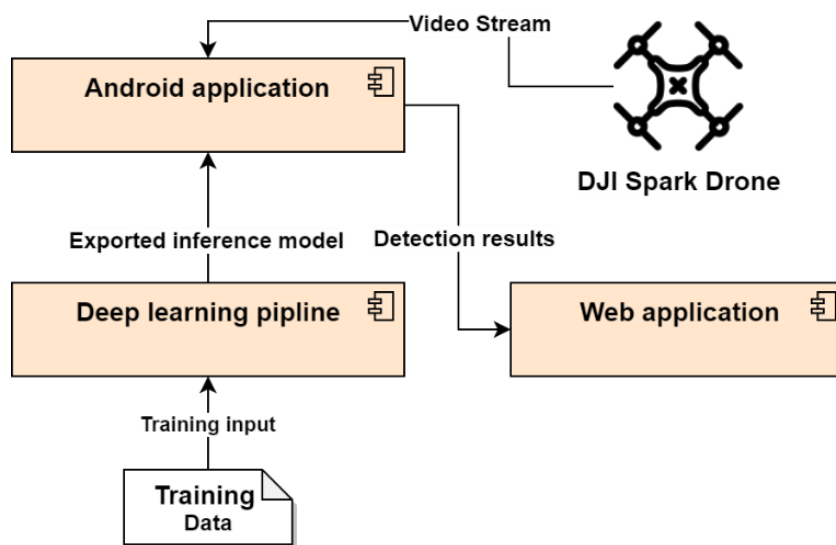 Video Stream
Android application
DJI Spark Drone
Exported inference model
Detection results
Deep learning pipline
Web application
Training input
Training
Data